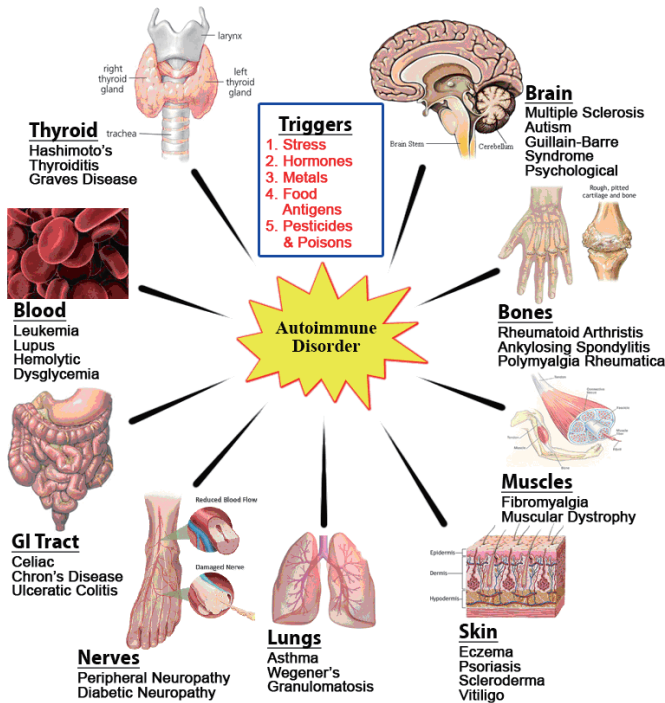 larynx
right
thyroid
gland
left
thyroid
gland
trachea
Thyroid
Hashimoto's
Thyroiditis
Graves Disease
Triggers
1. Stress
2. Hormones
3. Metals
4. Food
Antigens
5. Pesticides
& Poisons
Brain Stem
Cerebellum
Brain
Multiple Sclerosis
Autism
Guillain-Barre
Syndrome
Psychological
Rough, pitted
cartilage and bone
Bones
Rheumatoid Arthristis
Ankylosing Spondylitis
Polymyalgia Rheumatica
Blood
Leukemia
Lupus
Hemolytic
Dysglycemia
Autoimmune
Disorder
Muscles
Fibromyalgia
Muscular Dystrophy
GI Tract
Celiac
Chron's Disease
Ulceratic Colitis
Reduced Blood Flow
Damaged Nerve
Nerves
Peripheral Neuropathy
Diabetic Neuropathy
Lungs
Asthma
Wegener's
Granulomatosis
Epidermis
Dermis
Hypodermis
Skin
Eczema
Psoriasis
Scleroderma
Vitiligo